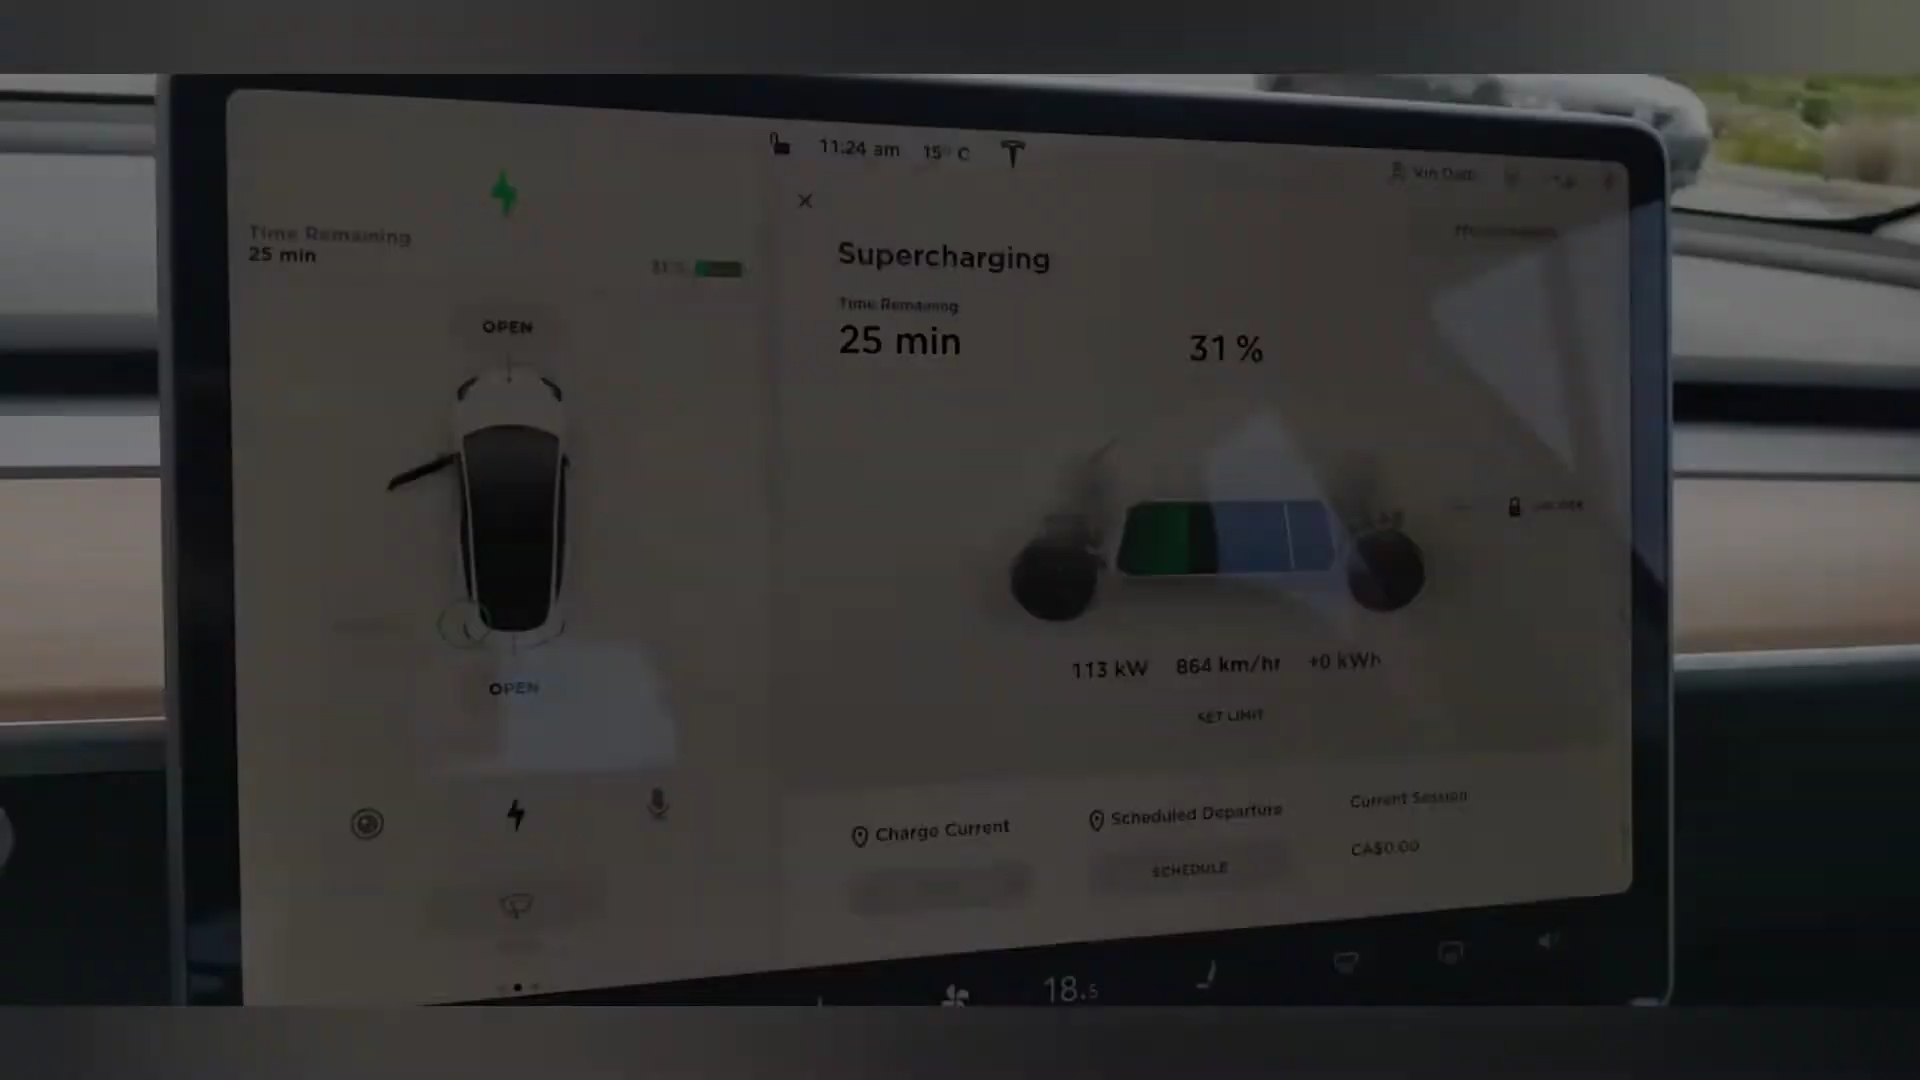 11:24 am 15° C
Time Remaining
25 min
31 %
OPEN
OPEN
Supercharging
Time Remaining
25 min
31 %
113 kW 864 km/hr +0 kWh
SET LIMIT
Charge Current
Scheduled Departure
SCHEDULE
Current Session
CA$0.00
18.5